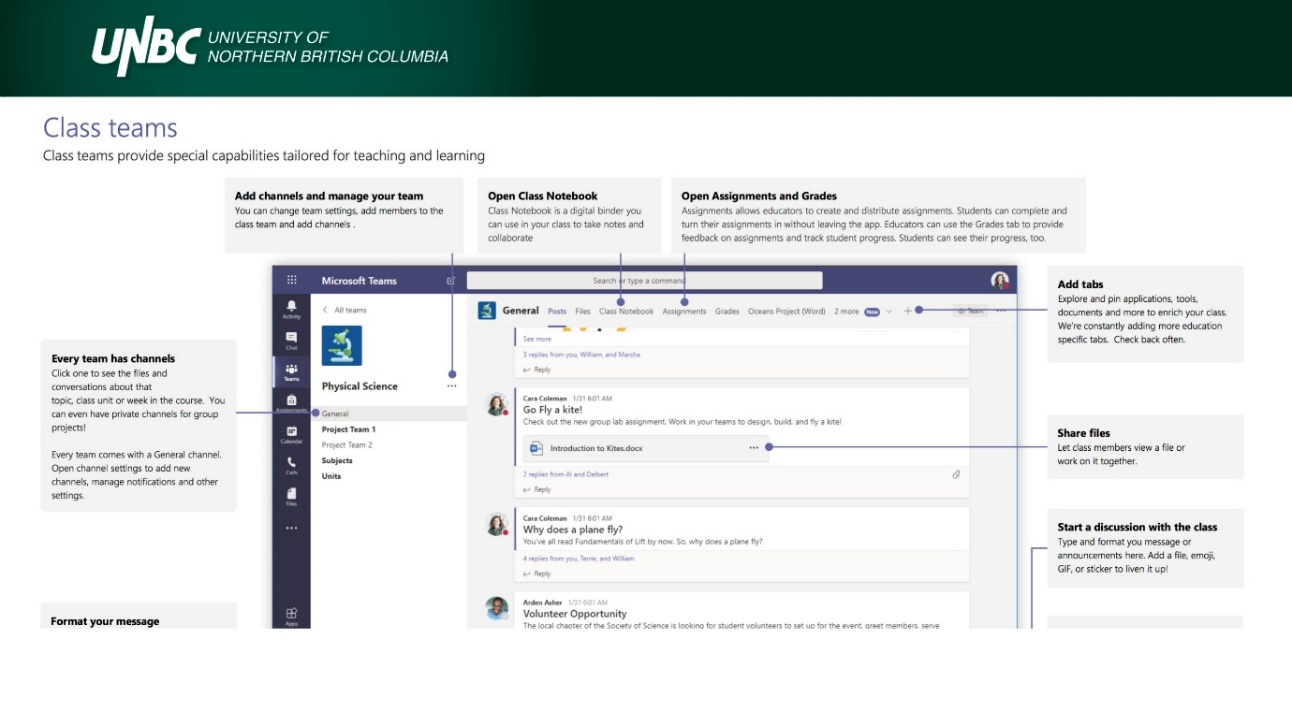 UNBC UNIVERSITY OF
NORTHERN BRITISH COLUMBIA
Class teams
Class teams provide special capabilities tailored for teaching and learning
Add channels and manage your team
You can change team settings, add members to the
class team and add channels .
Open Class Notebook
Class Notebook is a digital binder you
can use in your class to take notes and
collaborate
Open Assignments and Grades
Assignments allows educators to create and distribute assignments. Students can complete and
turn their assignments in without leaving the app. Educators can use the Grades tab to provide
feedback on assignments and track student progress. Students can see their progress, too.
Every team has channels
Click one to see the files and
conversations about that
topic, class unit or week in the course. You
can even have private channels for group
projects!
Every team comes with a General channel.
Open channel settings to add new
channels, manage notifications and other
settings.
Format your message
Microsoft Teams
Search or type a command
Activity
Chat
Teams
Assignments
Calendar
Calls
Files
Apps
All teams
Physical Science
General
Project Team 1
Project Team 2
Subjects
Units
General Posts Files Class Notebook Assignments Grades Oceans Project (Word) 2 more New + Team
See more
3 replies from you, William, and Marsha
Reply
Cara Coleman 1/31 6:01 AM
Go Fly a kite!
Check out the new group lab assignment. Work in your teams to design, build, and fly a kite!
Introduction to Kites.docx
2 replies from Al and Delbert
Reply
Cara Coleman 1/31 6:01 AM
Why does a plane fly?
You've all read Fundamentals of Lift by now. So, why does a plane fly?
4 replies from you, Terrie, and William
Reply
Arden Asher 1/31 6:01 AM
Volunteer Opportunity
The local chapter of the Society of Science is looking for student volunteers to set up for the event, greet members, serve
Add tabs
Explore and pin applications, tools,
documents and more to enrich your class.
We're constantly adding more education
specific tabs. Check back often.
Share files
Let class members view a file or
work on it together.
Start a discussion with the class
Type and format you message or
announcements here. Add a file, emoji,
GIF, or sticker to liven it up!